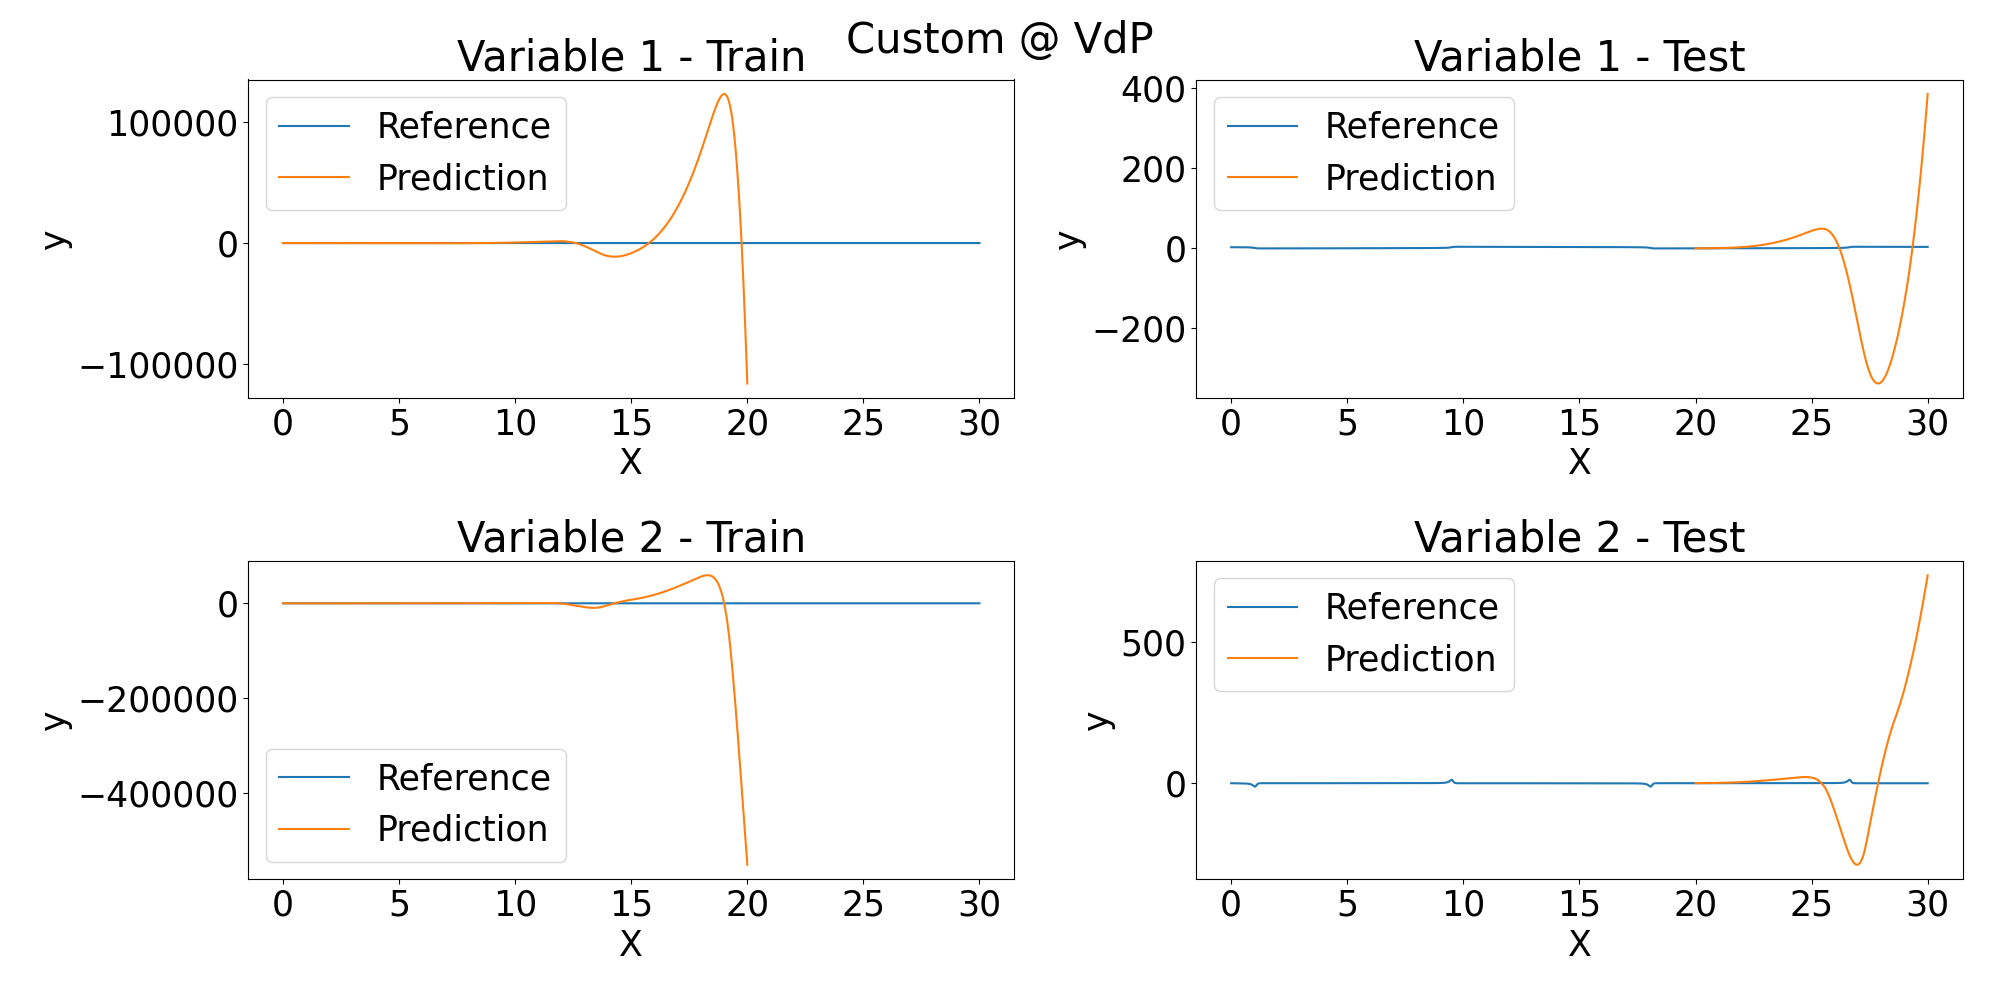 Custom @ VdP
Variable 1 - Train
100000
0
−100000
y
Reference
Prediction
0 5 10 15 20 25 30
X
Variable 1 - Test
400
200
0
−200
y
Reference
Prediction
0 5 10 15 20 25 30
X
Variable 2 - Train
0
−200000
−400000
y
Reference
Prediction
0 5 10 15 20 25 30
X
Variable 2 - Test
500
0
y
Reference
Prediction
0 5 10 15 20 25 30
X